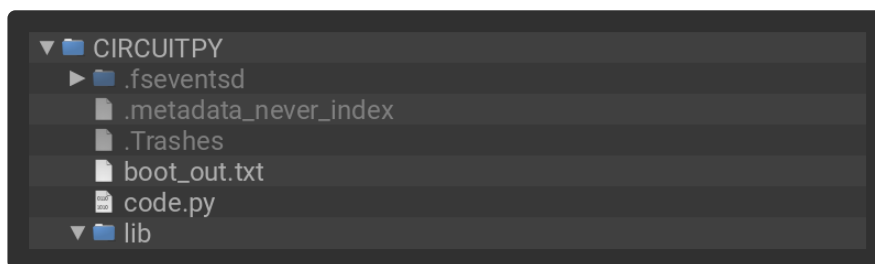 CIRCUITPY
.fseventsd
.metadata_never_index
.Trashes
boot_out.txt
code.py
lib